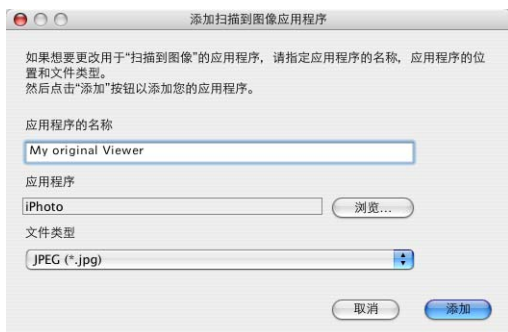 添加扫描到图像应用程序
如果想要更改用于“扫描到图像”的应用程序，请指定应用程序的名称，应用程序的位
置和文件类型。
然后点击“添加”按钮以添加您的应用程序。
应用程序的名称
My original Viewer
应用程序
iPhoto
浏览...
文件类型
JPEG (*.jpg)
取消
添加